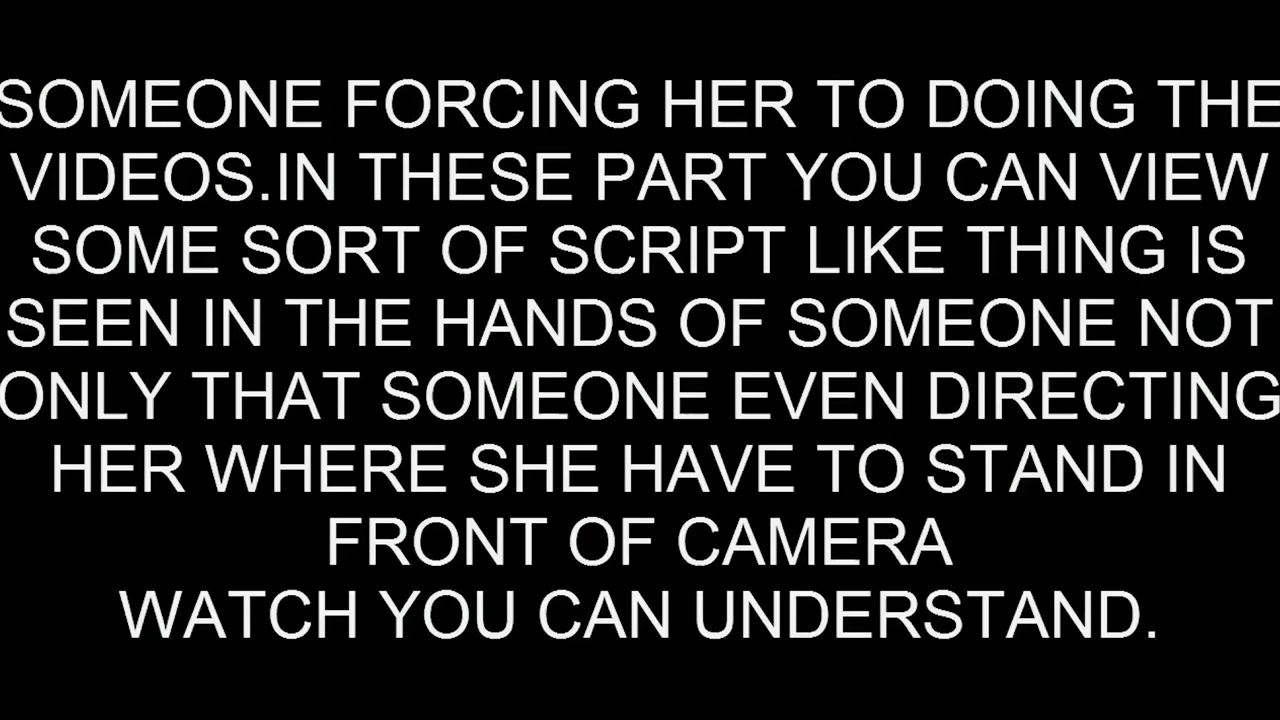 SOMEONE FORCING HER TO DOING THE
VIDEOS.IN THESE PART YOU CAN VIEW
SOME SORT OF SCRIPT LIKE THING IS
SEEN IN THE HANDS OF SOMEONE NOT
ONLY THAT SOMEONE EVEN DIRECTING
HER WHERE SHE HAVE TO STAND IN
FRONT OF CAMERA
WATCH YOU CAN UNDERSTAND.